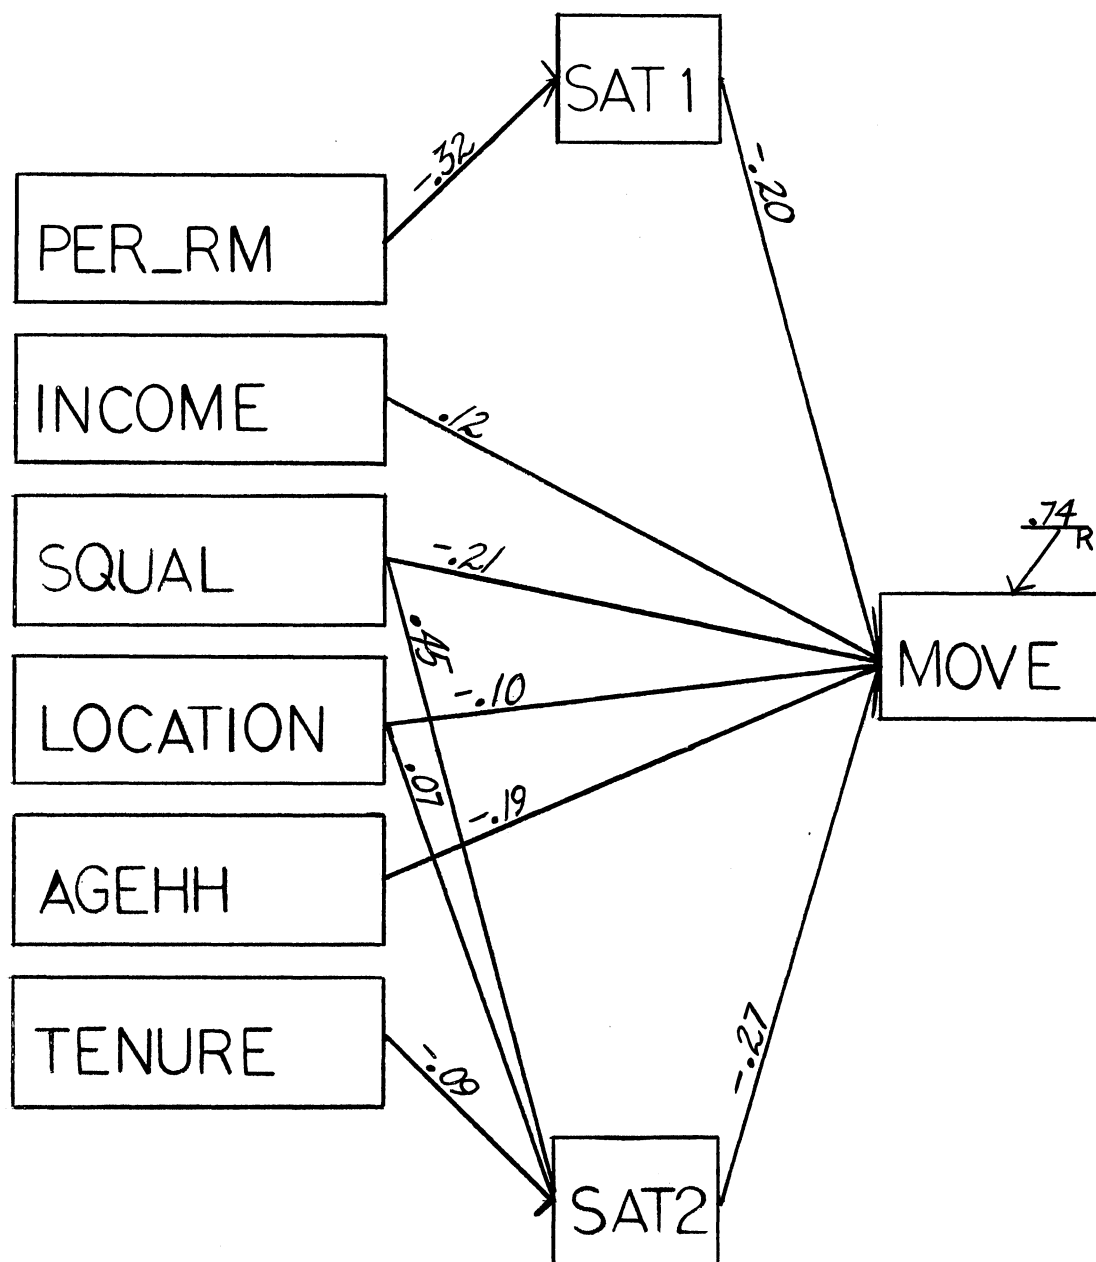 SAT 1
-.32
-.20
PER_RM
INCOME
.12
.74
R
SQUAL
-.21
.45
MOVE
LOCATION
-.10
.07
-.19
AGEHH
TENURE
-.09
-.27
SAT2